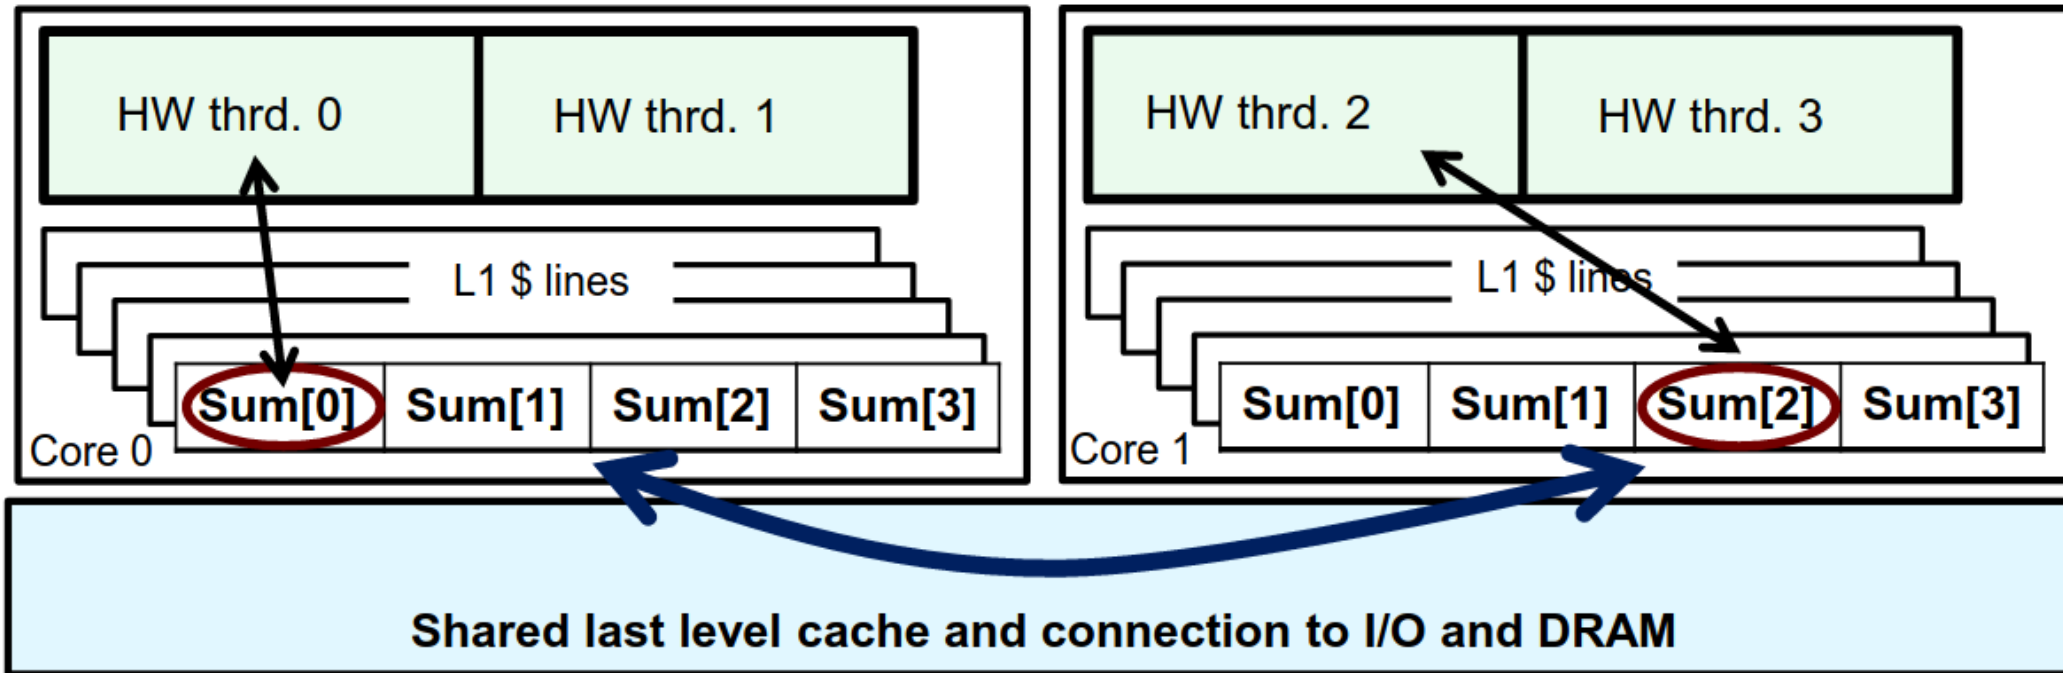 HW thrd. 0
HW thrd. 1
L1 $ lines
Sum[0] Sum[1] Sum[2] Sum[3]
Core 0
HW thrd. 2
HW thrd. 3
L1 $ lines
Sum[0] Sum[1] Sum[2] Sum[3]
Core 1
Shared last level cache and connection to I/O and DRAM